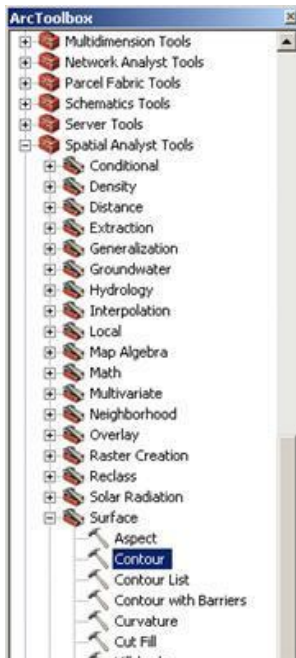 ArcToolbox
Multidimension Tools
Network Analyst Tools
Parcel Fabric Tools
Schematics Tools
Server Tools
Spatial Analyst Tools
Conditional
Density
Distance
Extraction
Generalization
Groundwater
Hydrology
Interpolation
Local
Map Algebra
Math
Multivariate
Neighborhood
Overlay
Raster Creation
Reclass
Solar Radiation
Surface
Aspect
Contour
Contour List
Contour with Barriers
Curvature
Cut Fill